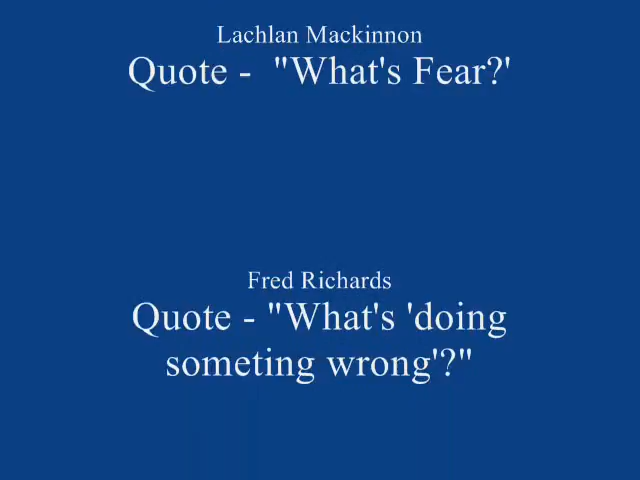 Lachlan Mackinnon
Quote -  "What's Fear?'
Fred Richards
Quote - "What's 'doing
someting wrong'?"